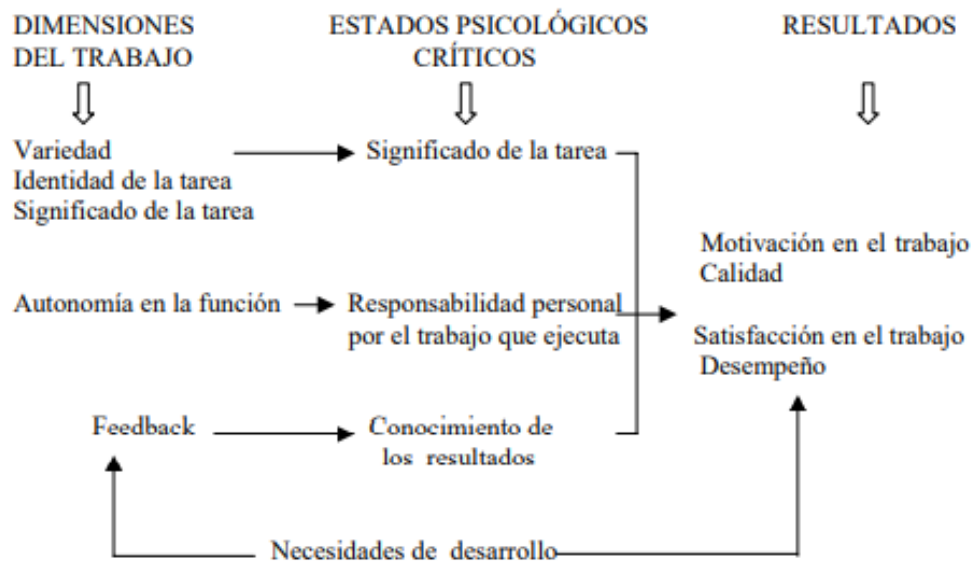 DIMENSIONES
DEL TRABAJO
ESTADOS PSICOLÓGICOS
CRÍTICOS
RESULTADOS
Variedad
Identidad de la tarea
Significado de la tarea
Significado de la tarea
Motivación en el trabajo
Calidad
Autonomía en la función
Responsabilidad personal
por el trabajo que ejecuta
Satisfacción en el trabajo
Desempeño
Feedback
Conocimiento de
los resultados
Necesidades de desarrollo